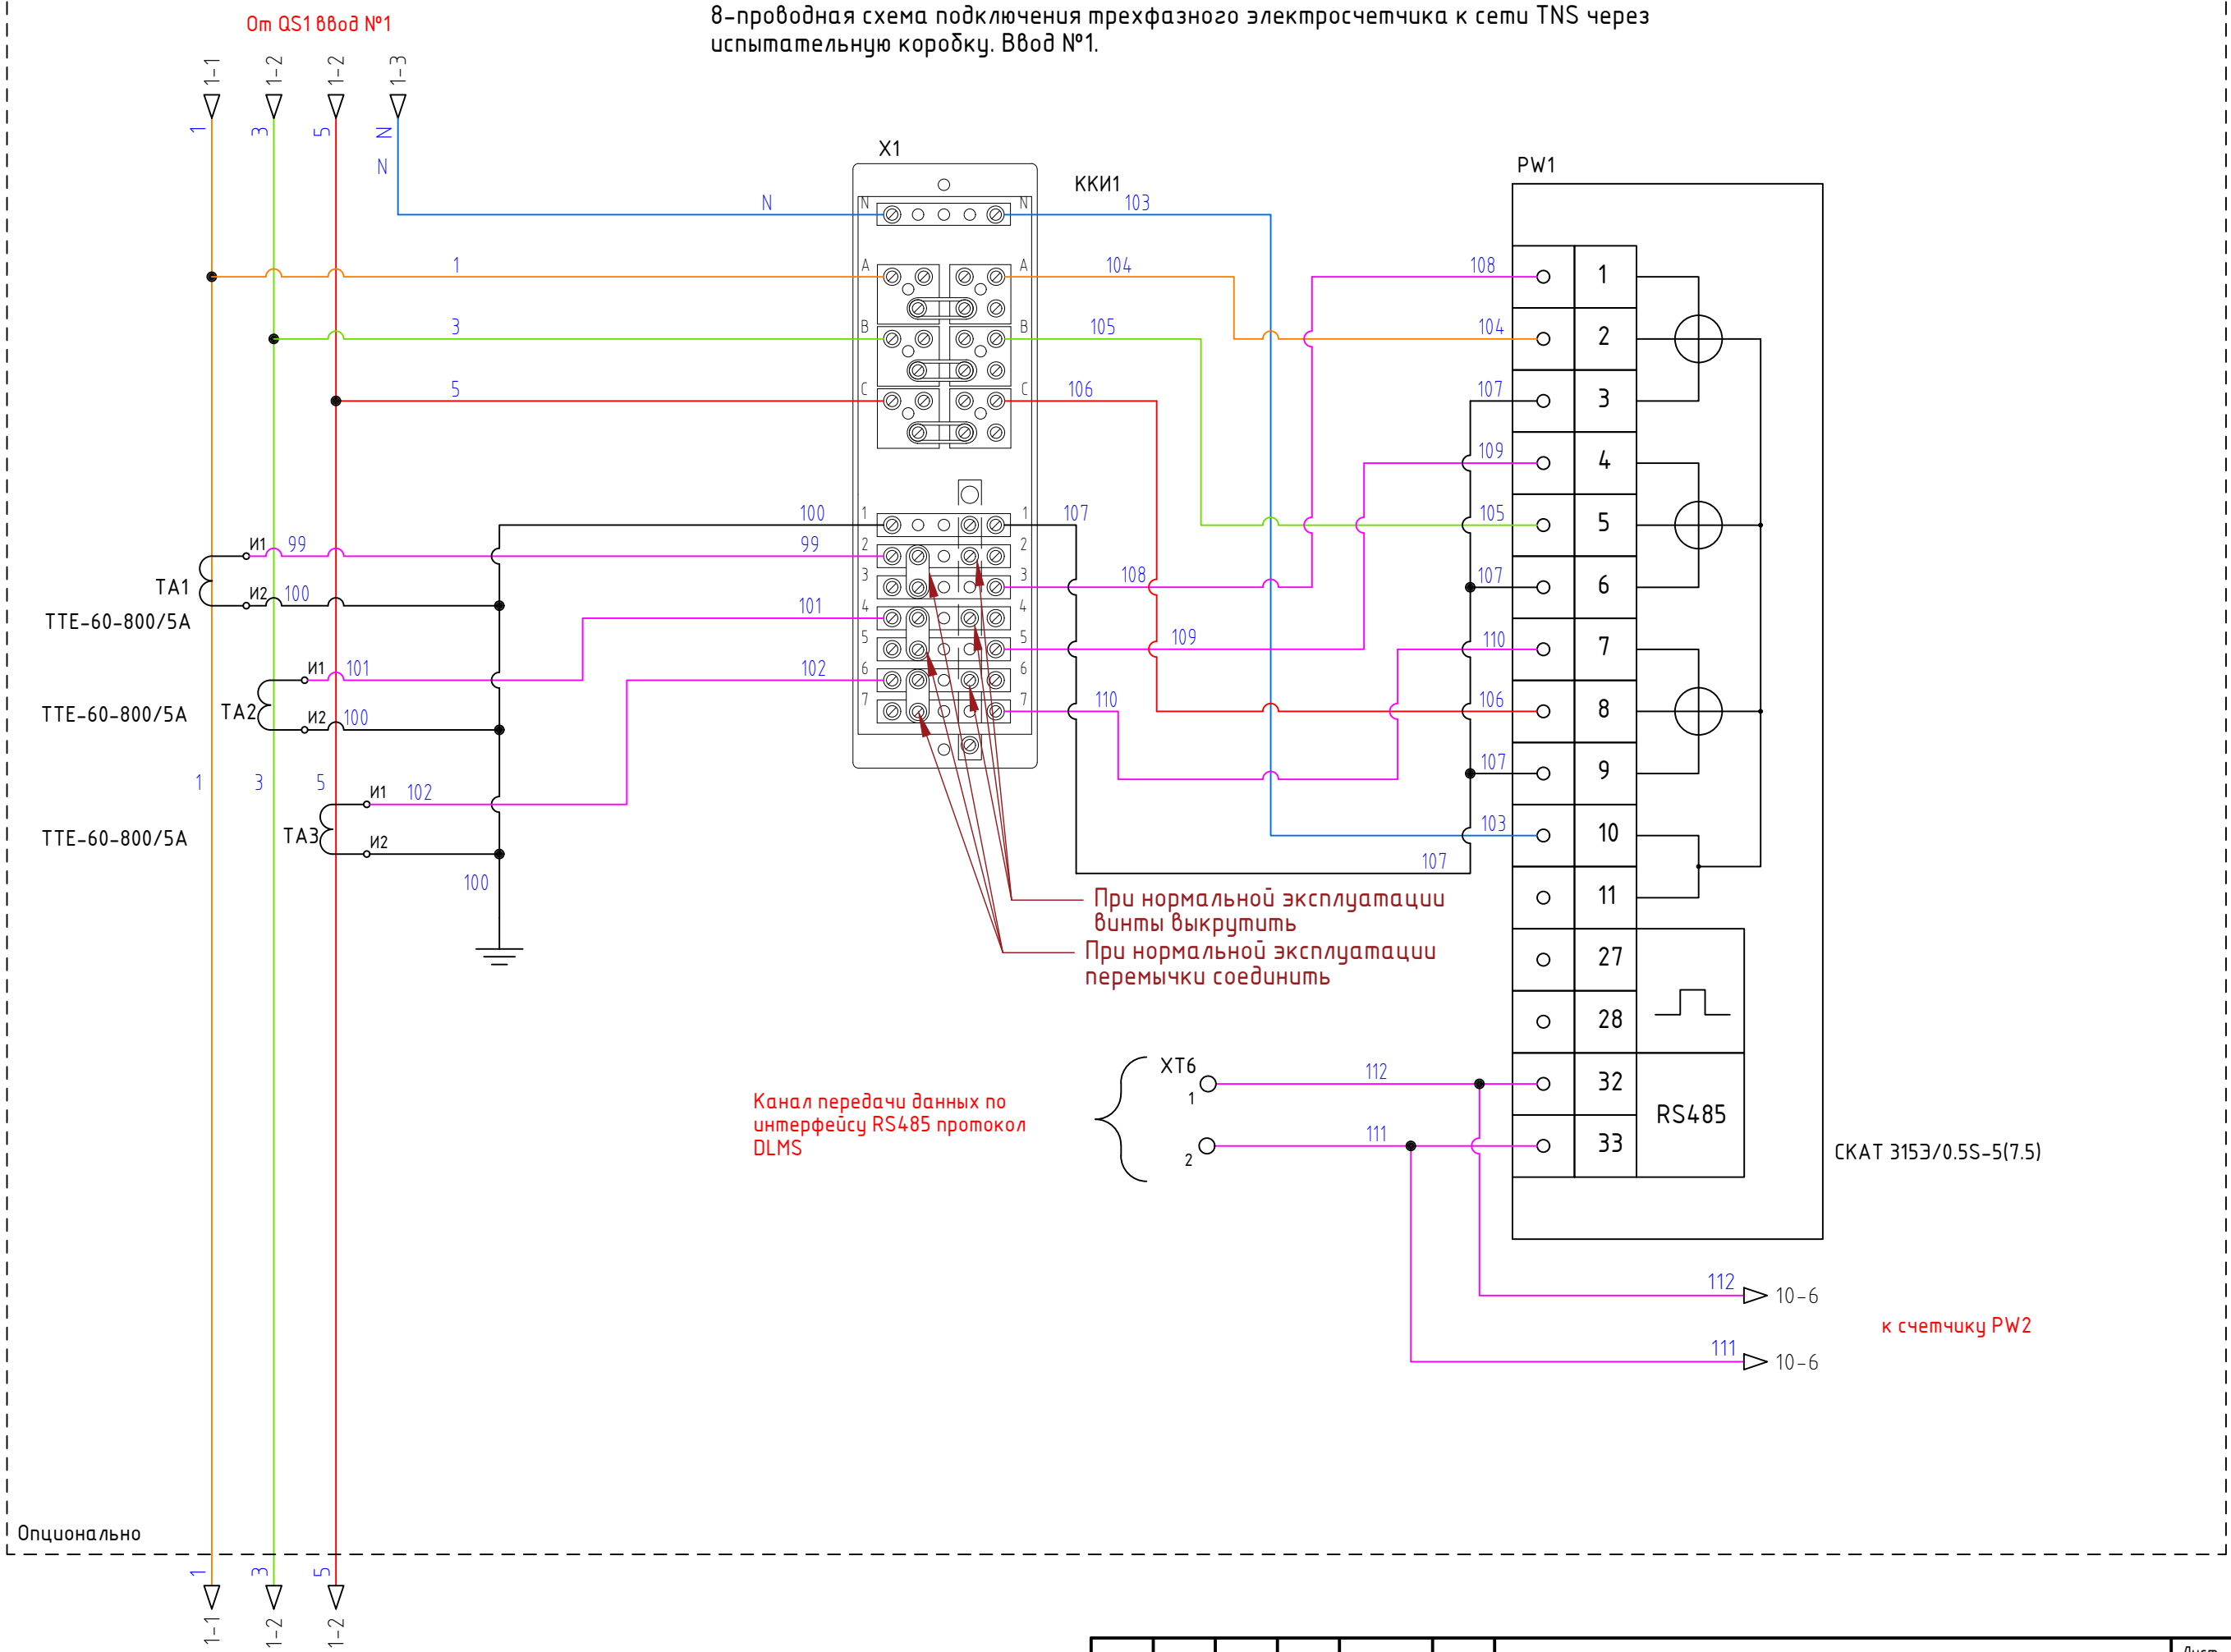 От QS1 ввод №1
8-проводная схема подключения трехфазного электросчетчика к сети TNS через
испытательную коробку. Ввод №1.
1-1
1-2
1-2
1-3
1
3
5
N
N
X1
ККИ1
PW1
N
N
N
103
1
A
A
104
108
1
3
B
B
105
104
2
5
C
C
106
107
3
109
4
100
1
1
107
105
5
И1
99
99
2
2
TA1
3
3
108
107
6
И2
100
101
4
4
ТТЕ-60-800/5А
5
5
109
110
7
И1
101
102
6
6
ТТЕ-60-800/5А
TA2
И2
100
7
7
110
106
8
1
3
5
107
9
И1
102
ТТЕ-60-800/5А
TA3
И2
103
10
107
100
11
При нормальной эксплуатации
винты выкрутить
При нормальной эксплуатации
перемычки соединить
27
28
XT6
1
112
32
Канал передачи данных по
интерфейсу RS485 протокол
DLMS
RS485
2
111
33
СКАТ 315Э/0.5S-5(7.5)
112
10-6
к счетчику PW2
111
10-6
Опционально
1
3
5
1-1
1-2
1-2
Лист